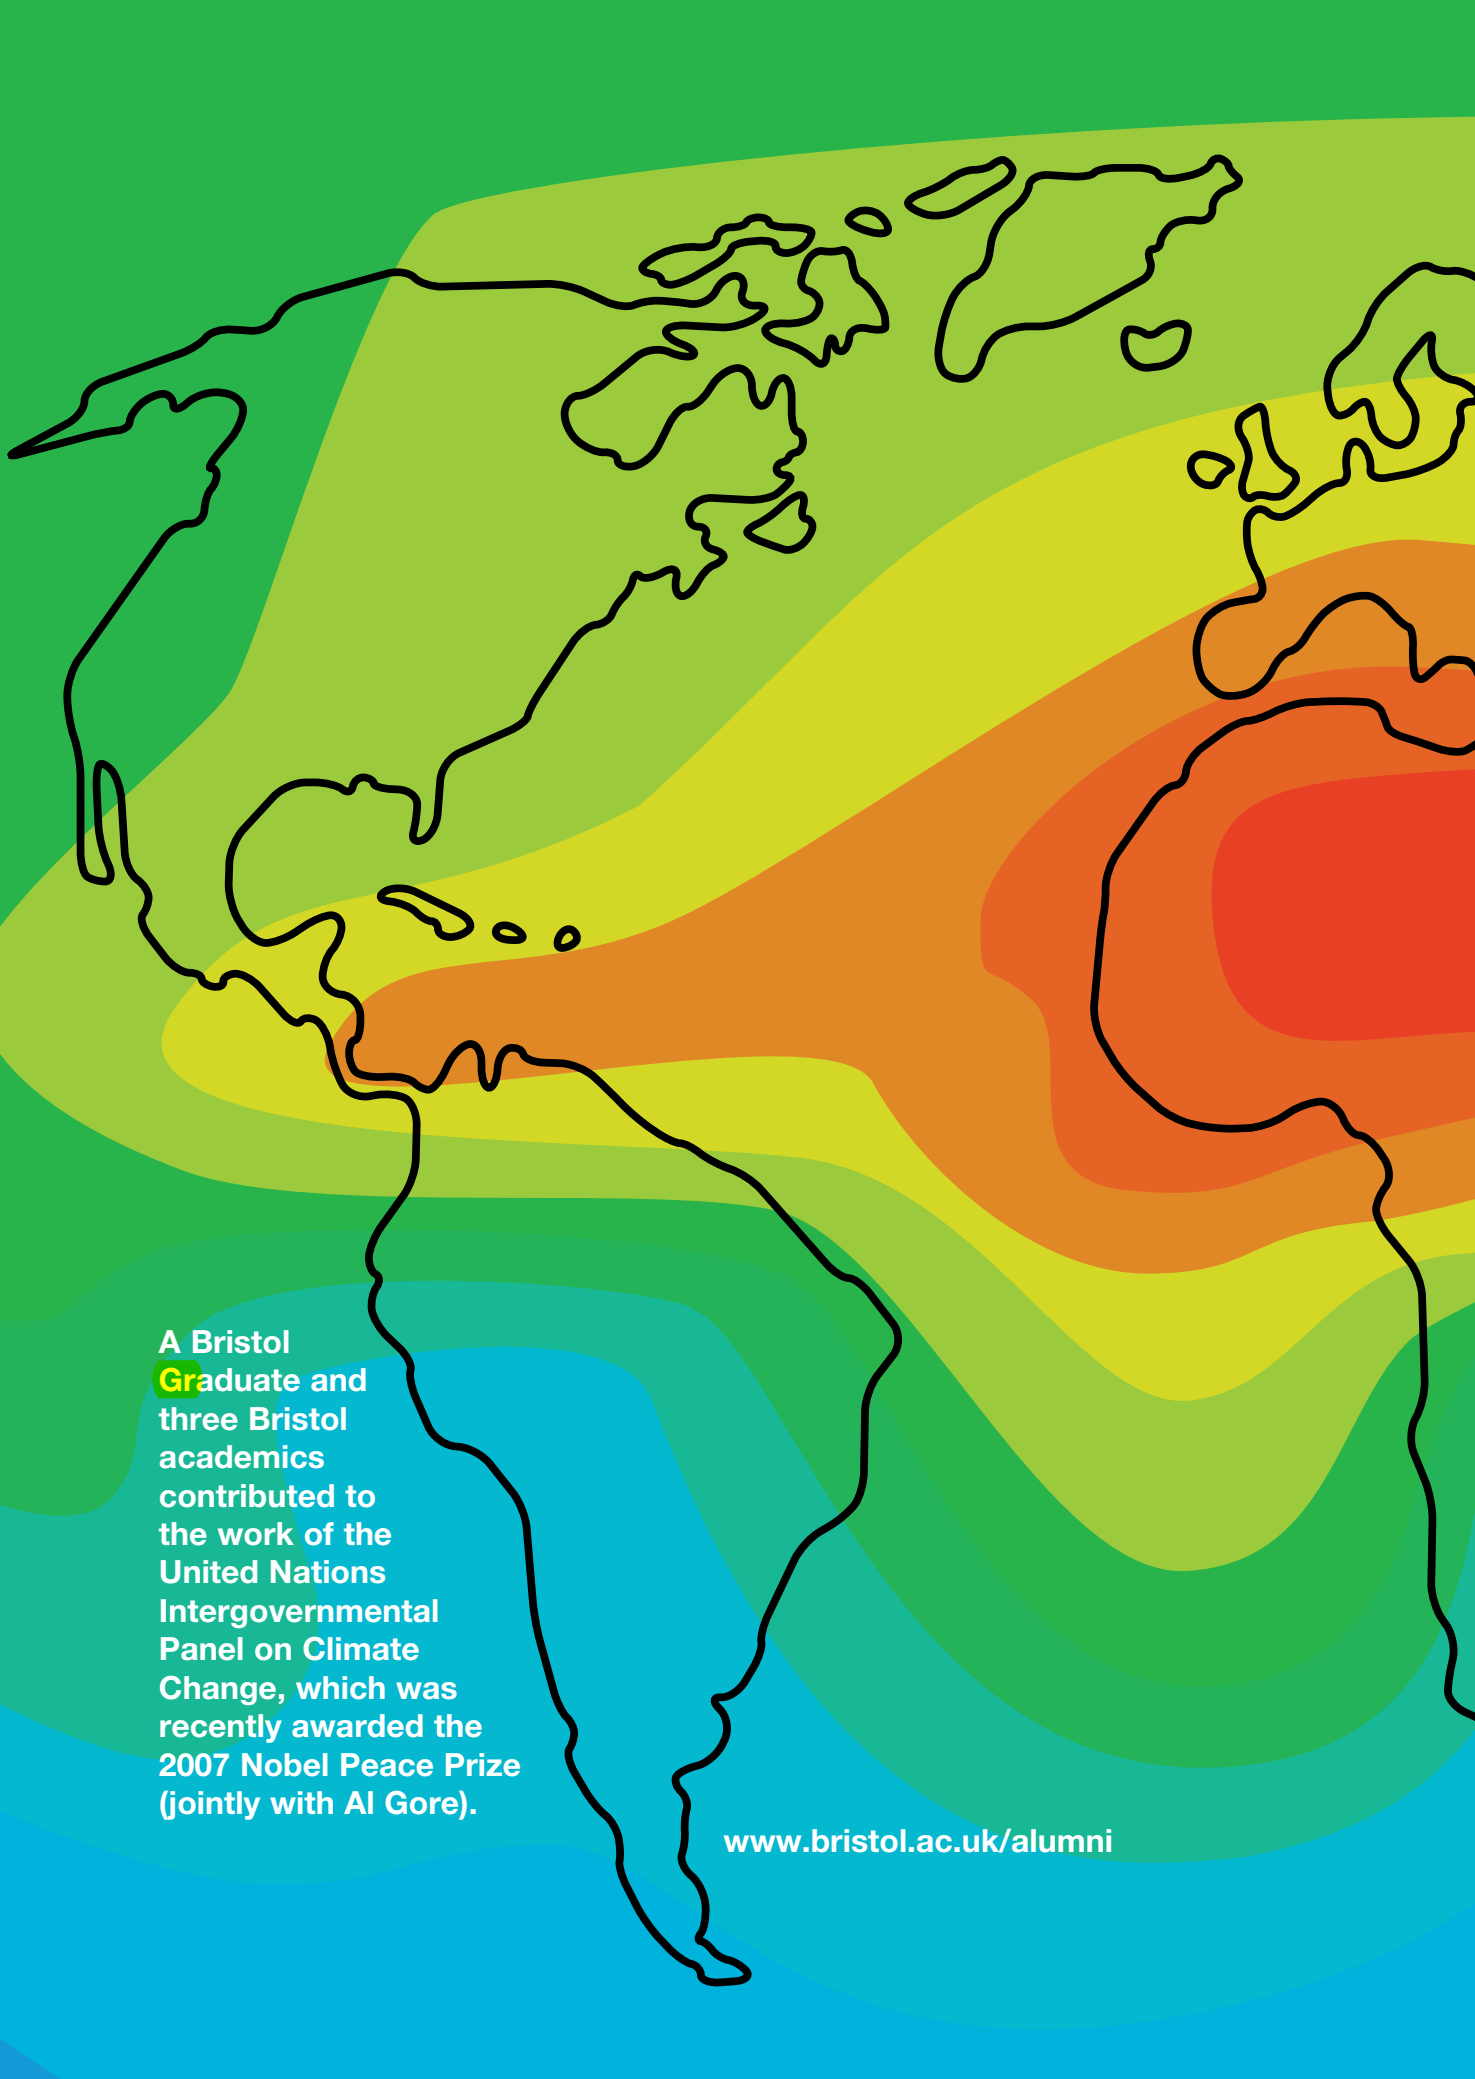 A Bristol
Graduate and
three Bristol
academics
contributed to
the work of the
United Nations
Intergovernmental
Panel on Climate
Change, which was
recently awarded the
2007 Nobel Peace Prize
(jointly with Al Gore).
www.bristol.ac.uk/alumni